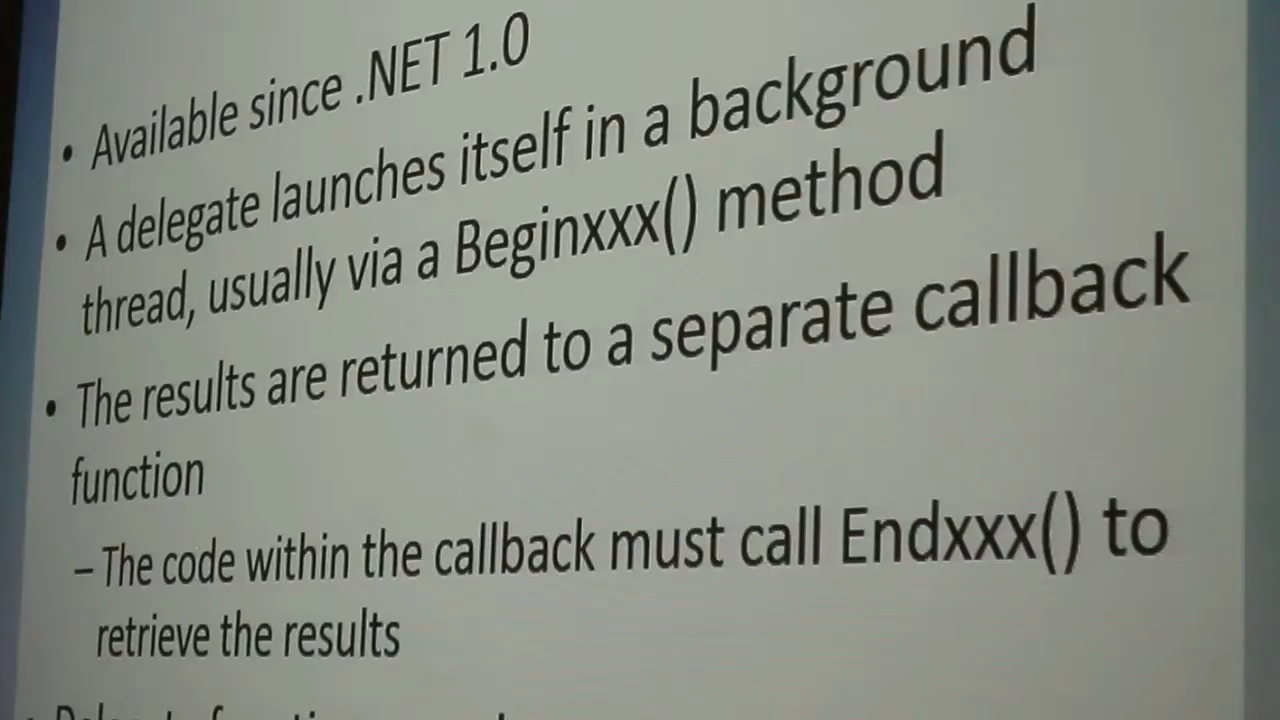 • Available since .NET 1.0
• A delegate launches itself in a background
thread, usually via a Beginxxx() method
• The results are returned to a separate callback
function
– The code within the callback must call Endxxx() to
retrieve the results